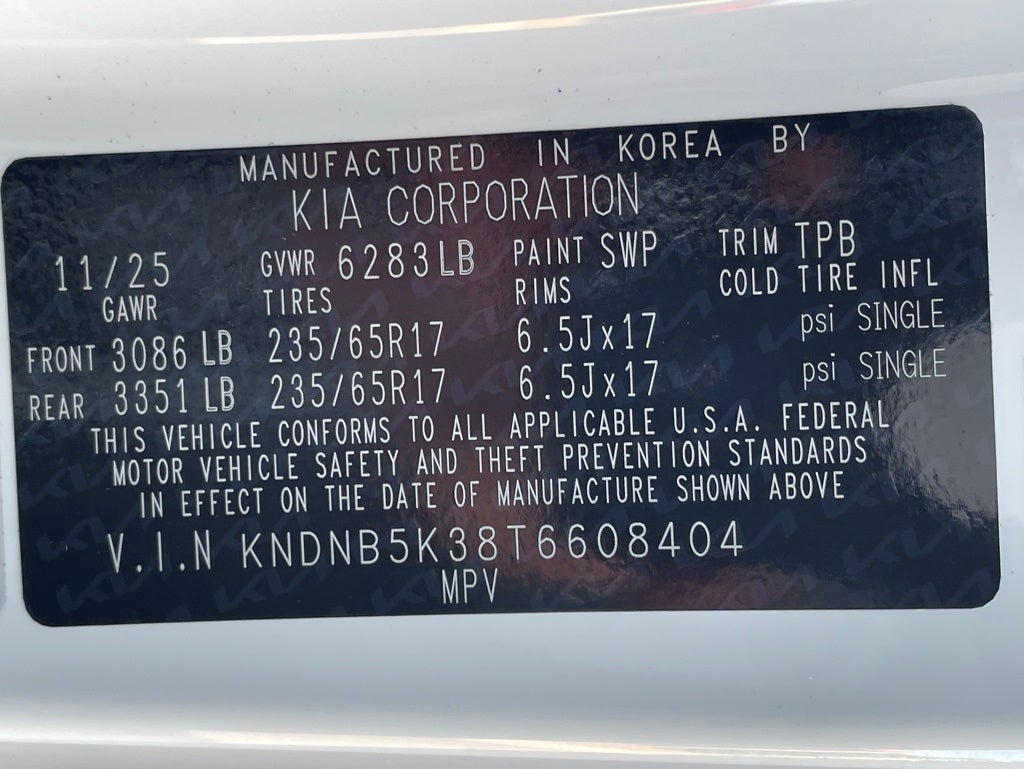 MANUFACTURED IN KOREA BY
KIA CORPORATION
11/25 GVWR 6283LB PAINT SWP TRIM TPB
GAWR TIRES RIMS COLD TIRE INFL
FRONT 3086 LB 235/65R17 6.5Jx17 psi SINGLE
REAR 3351 LB 235/65R17 6.5Jx17 psi SINGLE
THIS VEHICLE CONFORMS TO ALL APPLICABLE U.S.A. FEDERAL
MOTOR VEHICLE SAFETY AND THEFT PREVENTION STANDARDS
IN EFFECT ON THE DATE OF MANUFACTURE SHOWN ABOVE
V.I.N KNDNB5K38T6608404
MPV